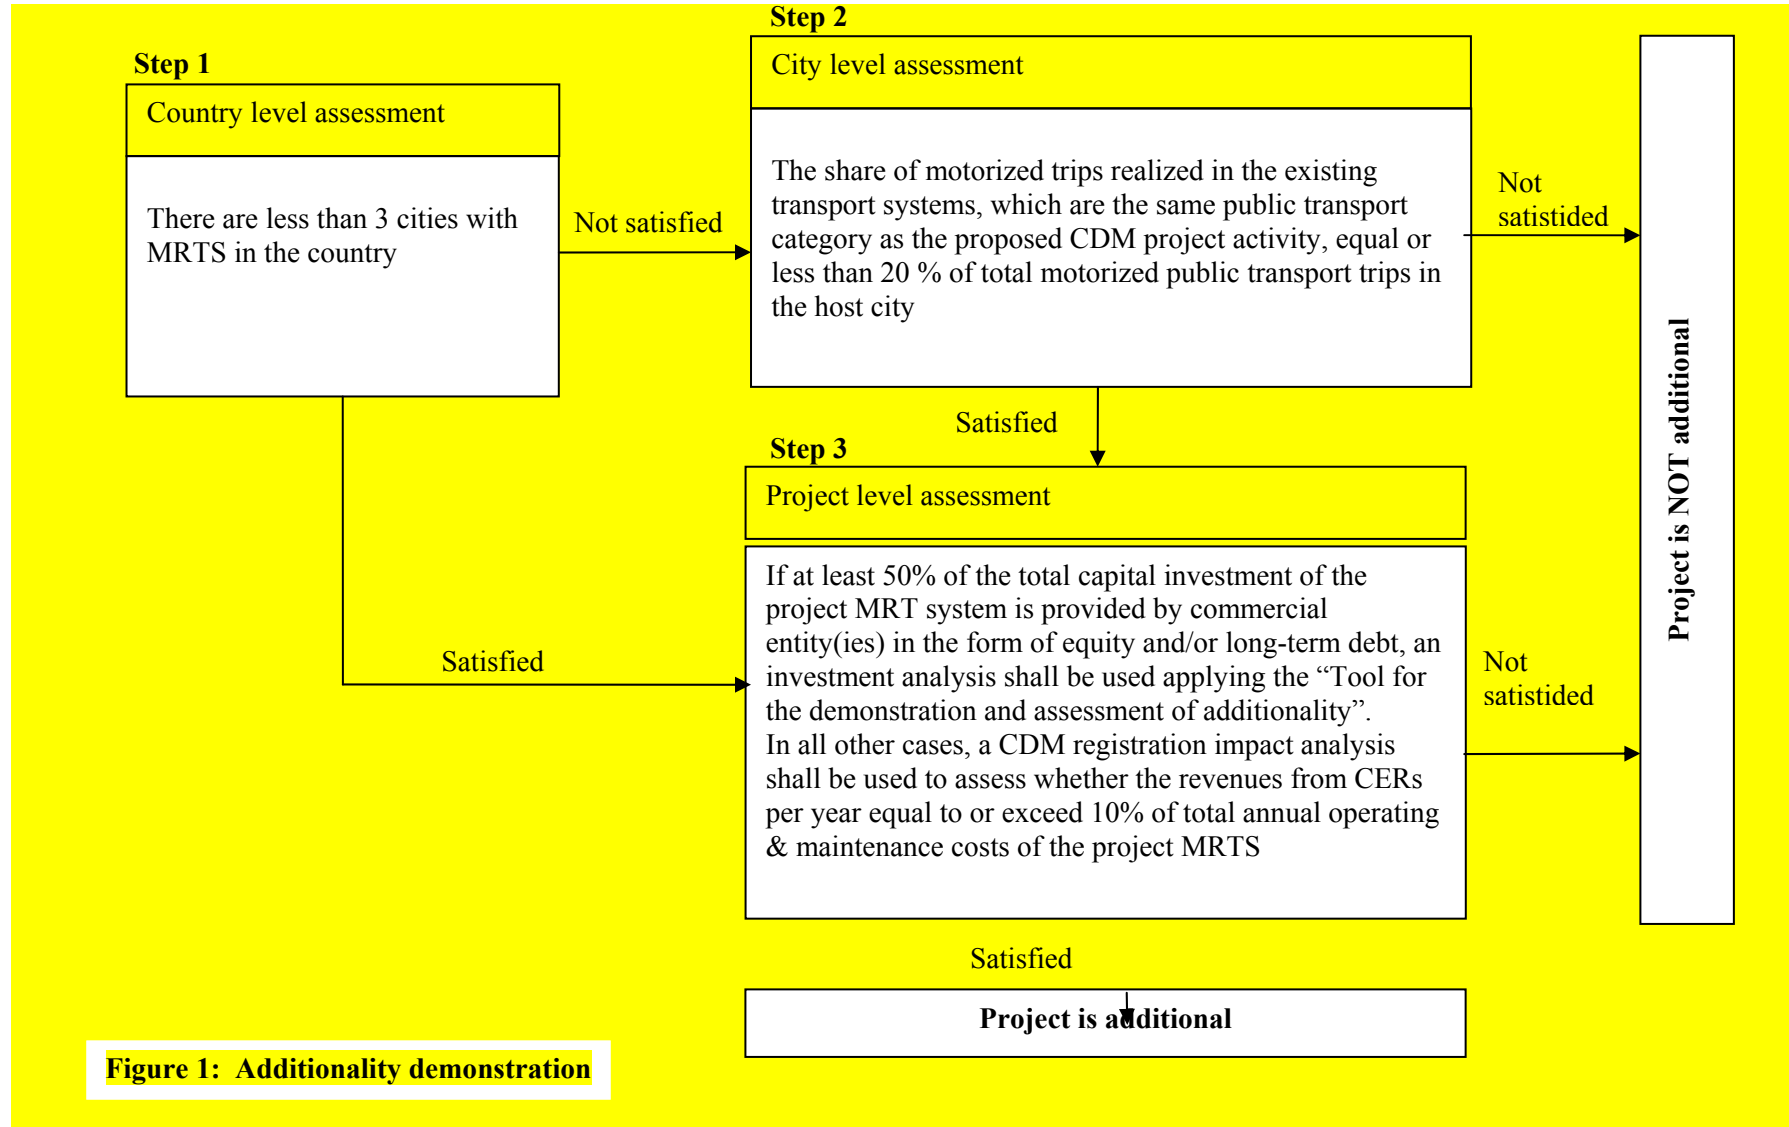 Step 1
Country level assessment
There are less than 3 cities with
MRTS in the country
Not satisfied
Satisfied
Step 2
City level assessment
The share of motorized trips realized in the existing
transport systems, which are the same public transport
category as the proposed CDM project activity, equal or
less than 20 % of total motorized public transport trips in
the host city
Not
satistided
Satisfied
Step 3
Project level assessment
If at least 50% of the total capital investment of the
project MRT system is provided by commercial
entity(ies) in the form of equity and/or long-term debt, an
investment analysis shall be used applying the “Tool for
the demonstration and assessment of additionality”.
In all other cases, a CDM registration impact analysis
shall be used to assess whether the revenues from CERs
per year equal to or exceed 10% of total annual operating
& maintenance costs of the project MRTS
Not
satistided
Project is NOT additional
Satisfied
Project is additional
Figure 1:  Additionality demonstration